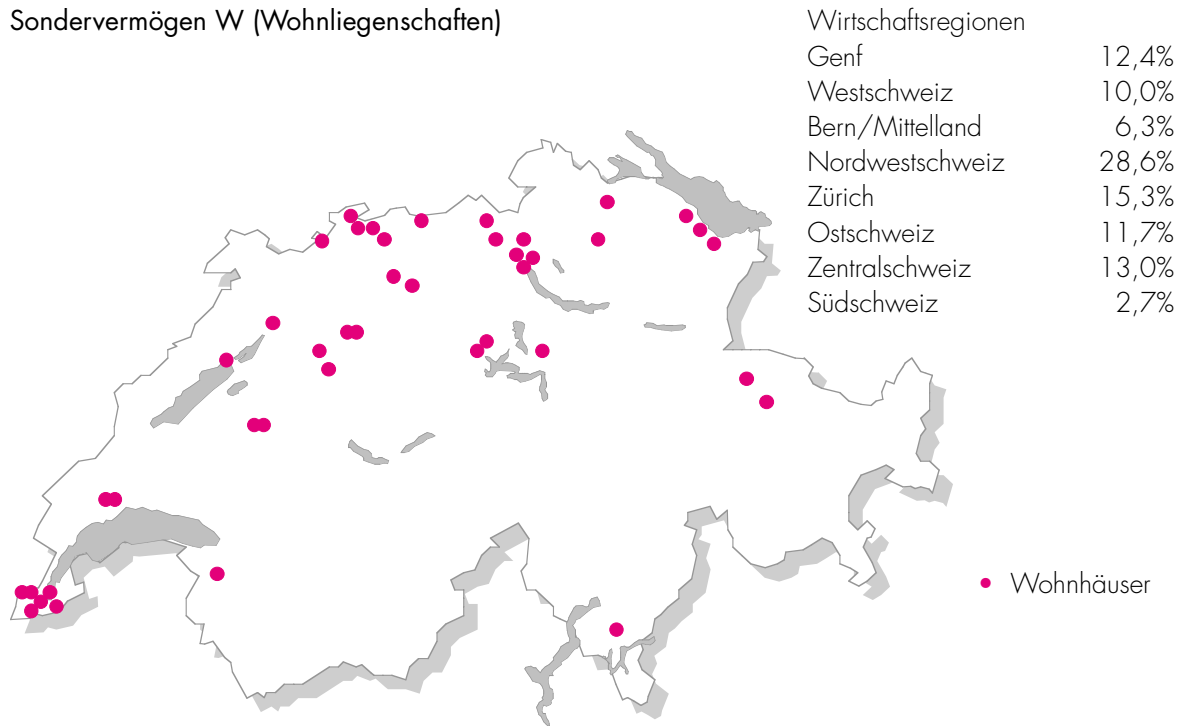 Sondervermögen W (Wohnliegenschaften)
Wirtschaftsregionen
Genf 12,4%
Westschweiz 10,0%
Bern/Mittelland 6,3%
Nordwestschweiz 28,6%
Zürich 15,3%
Ostschweiz 11,7%
Zentralschweiz 13,0%
Südschweiz 2,7%
Wohnhäuser